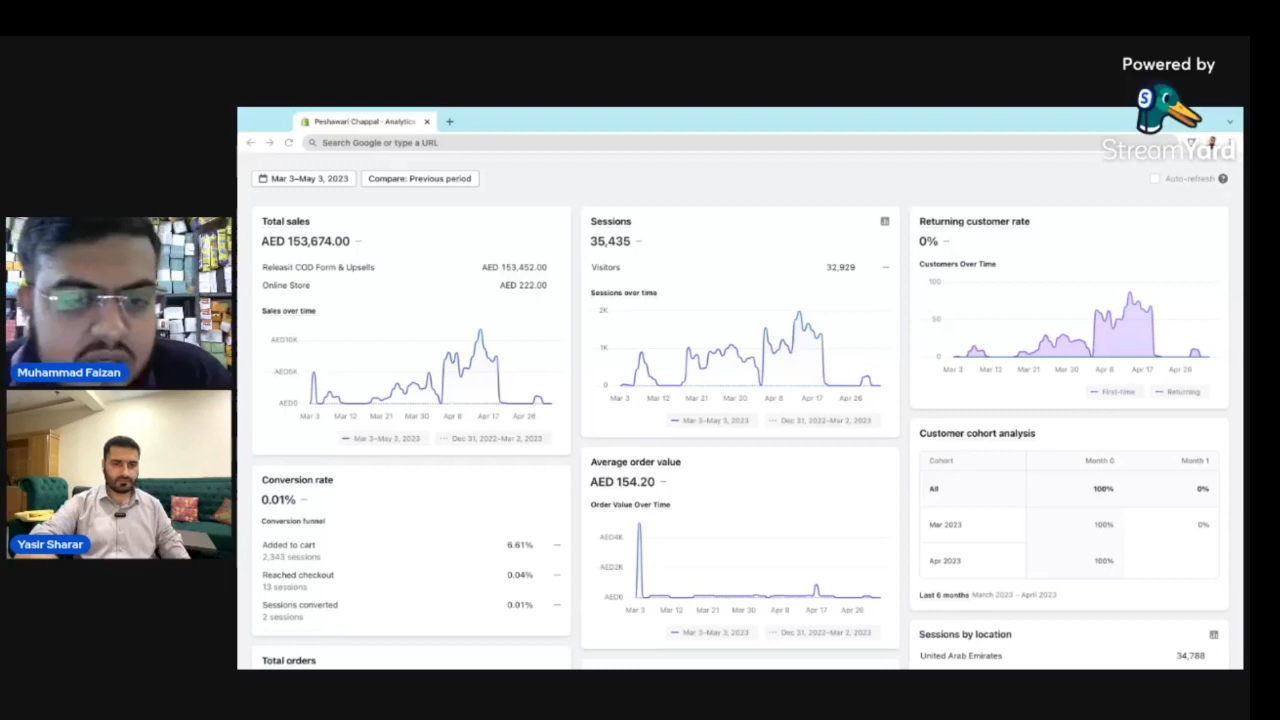 Powered by
S
StreamYard
Peshawari Chappal · Analytics
Search Google or type a URL
Mar 3–May 3, 2023
Compare: Previous period
Auto-refresh
Total sales
AED 153,674.00 –
Releasit COD Form & Upsells AED 153,452.00
Online Store AED 222.00
Sales over time
AED10K
AED5K
AED0
Mar 3 Mar 12 Mar 21 Mar 30 Apr 8 Apr 17 Apr 26
Mar 3–May 3, 2023 Dec 31, 2022–Mar 2, 2023
Conversion rate
0.01% –
Conversion funnel
Added to cart 6.61% –
2,343 sessions
Reached checkout 0.04% –
13 sessions
Sessions converted 0.01% –
2 sessions
Total orders
Sessions
35,435 –
Visitors 32,929 –
Sessions over time
2K
1K
0
Mar 3 Mar 12 Mar 21 Mar 30 Apr 8 Apr 17 Apr 26
Mar 3–May 3, 2023 Dec 31, 2022–Mar 2, 2023
Average order value
AED 154.20 –
Order Value Over Time
AED4K
AED2K
AED0
Mar 3 Mar 12 Mar 21 Mar 30 Apr 8 Apr 17 Apr 26
Mar 3–May 3, 2023 Dec 31, 2022–Mar 2, 2023
Returning customer rate
0% –
Customers Over Time
100
50
0
Mar 3 Mar 12 Mar 21 Mar 30 Apr 8 Apr 17 Apr 26
First-time Returning
Customer cohort analysis
Cohort Month 0 Month 1
All 100% 0%
Mar 2023 100% 0%
Apr 2023 100%
Last 6 months March 2023 – April 2023
Sessions by location
United Arab Emirates 34,788
Muhammad Faizan
Yasir Sharar